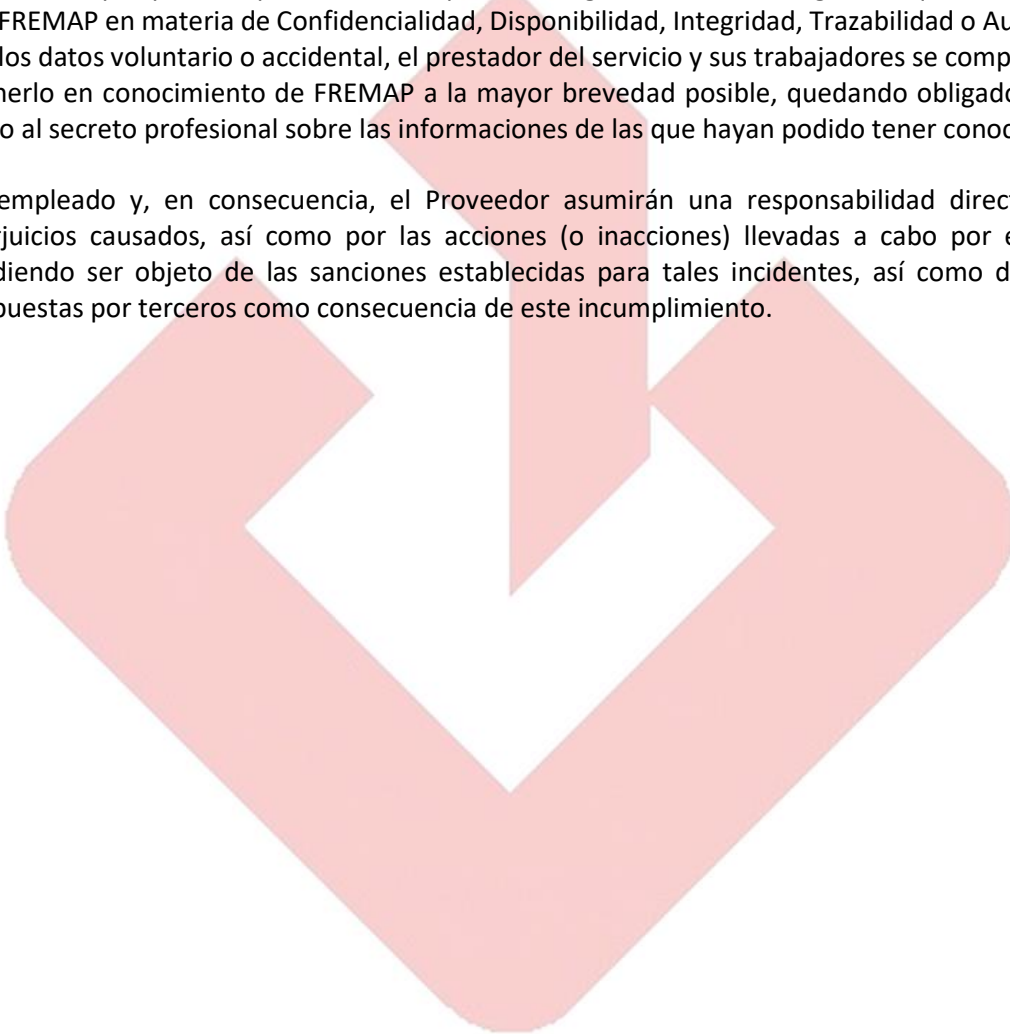 FREMAP en materia de Confidencialidad, Disponibilidad, Integridad, Trazabilidad o Au
los datos voluntario o accidental, el prestador del servicio y sus trabajadores se comp
nerlo en conocimiento de FREMAP a la mayor brevedad posible, quedando obligado
o al secreto profesional sobre las informaciones de las que hayan podido tener conoc
empleado y, en consecuencia, el Proveedor asumirán una responsabilidad direct
rjuicios causados, así como por las acciones (o inacciones) llevadas a cabo por e
diendo ser objeto de las sanciones establecidas para tales incidentes, así como d
puestas por terceros como consecuencia de este incumplimiento.